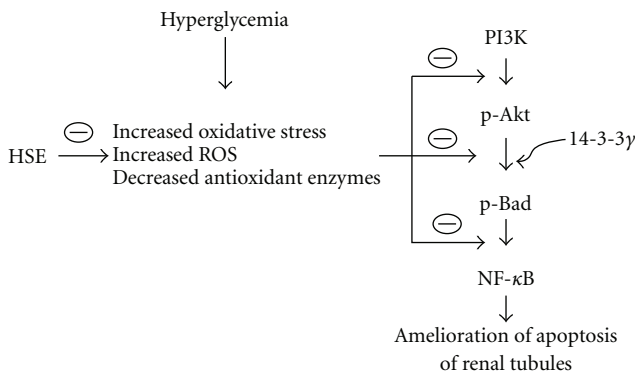 Hyperglycemia
PI3K
⊖
⊖
Increased oxidative stress
p-Akt
HSE
Increased ROS
⊖
14-3-3γ
Decreased antioxidant enzymes
p-Bad
⊖
NF-κB
Amelioration of apoptosis
of renal tubules